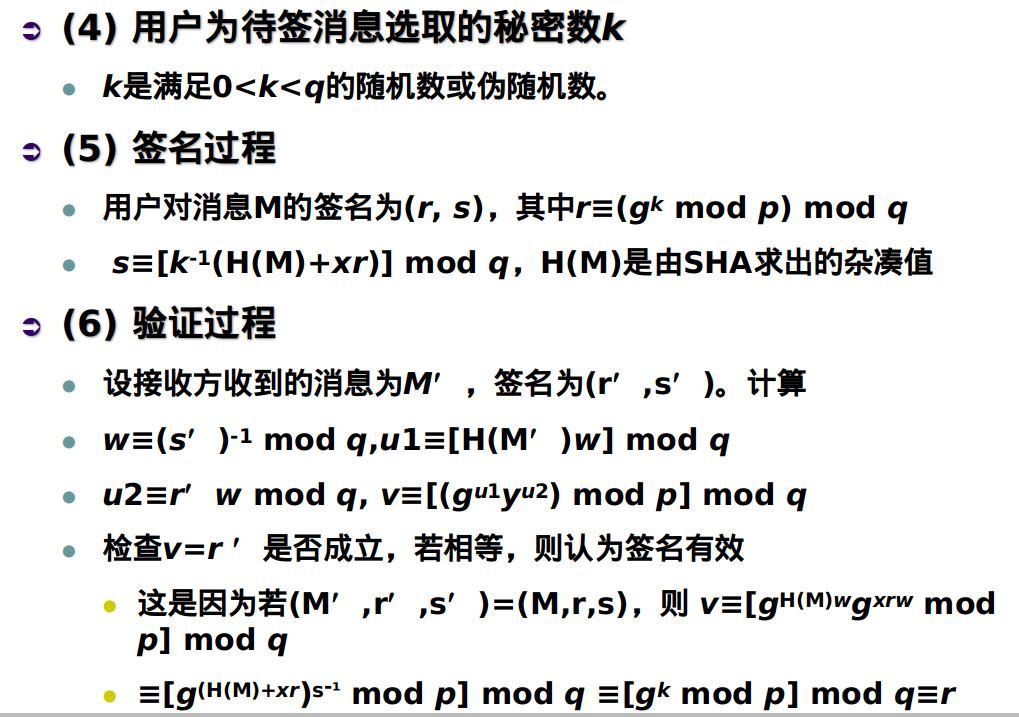 (4) 用户为待签消息选取的秘密数k
k是满足0<k<q的随机数或伪随机数。
(5) 签名过程
用户对消息M的签名为(r, s)，其中r≡(gᵏ mod p) mod q
s≡[k⁻¹(H(M)+xr)] mod q，H(M)是由SHA求出的杂凑值
(6) 验证过程
设接收方收到的消息为M′ ，签名为(r′ ,s′ )。计算
w≡(s′ )⁻¹ mod q,u1≡[H(M′ )w] mod q
u2≡r′ w mod q, v≡[(g^u1 y^u2) mod p] mod q
检查v=r ′ 是否成立，若相等，则认为签名有效
这是因为若(M′ ,r′ ,s′ )=(M,r,s)，则 v≡[g^H(M)w g^xrw mod
p] mod q
≡[g^(H(M)+xr)s⁻¹ mod p] mod q ≡[gᵏ mod p] mod q≡r